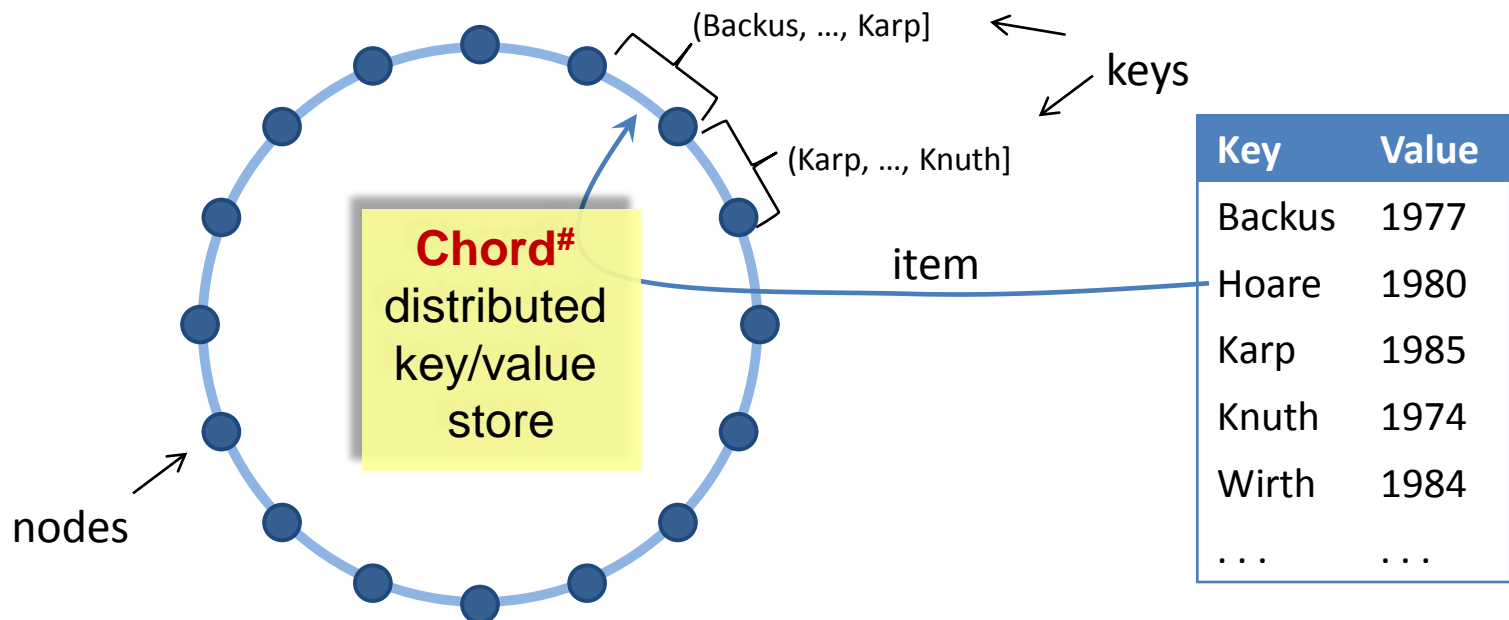 (Backus, …, Karp]
keys
(Karp, …, Knuth]
Chord#
distributed
key/value
store
item
nodes
Key Value
Backus 1977
Hoare 1980
Karp 1985
Knuth 1974
Wirth 1984
. . . . . .